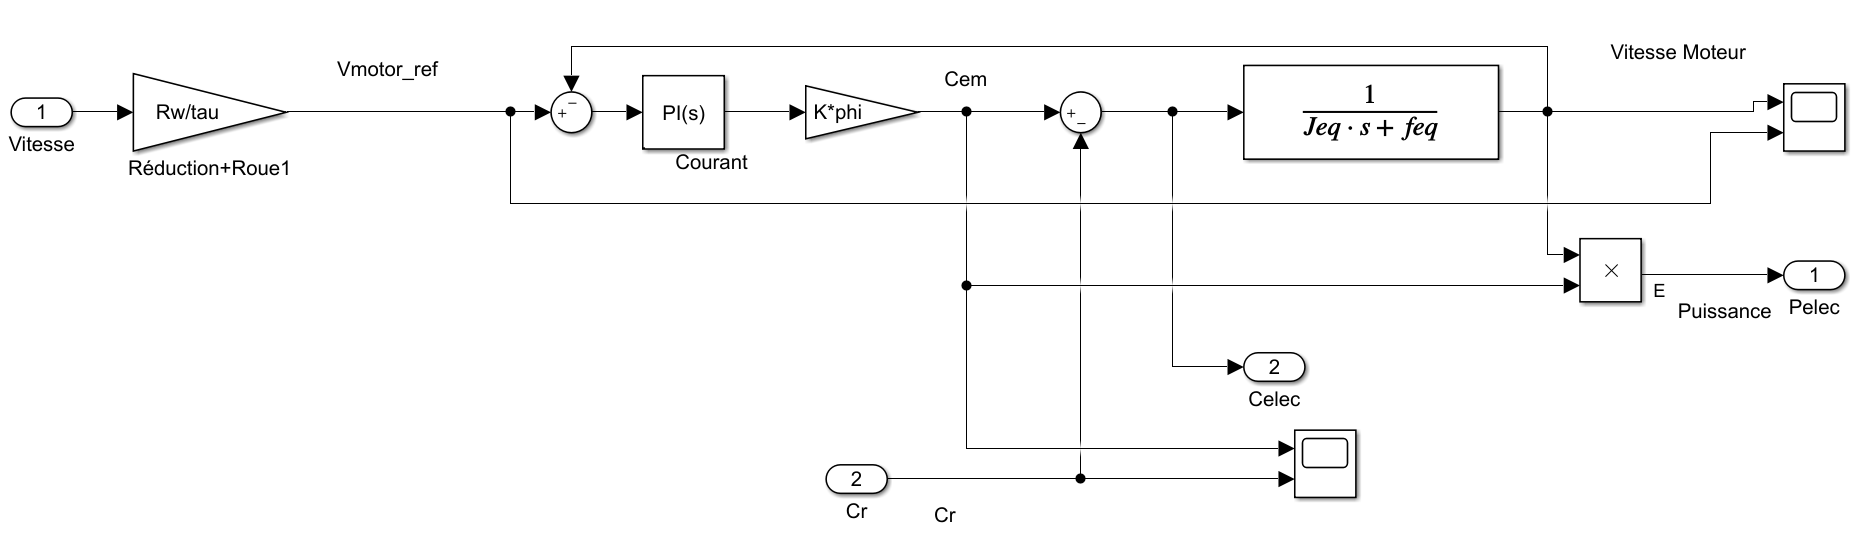 Vitesse Moteur
Vmotor_ref
Cem
1
Rw/tau
+
−
PI(s)
K*phi
+
−
1
Jeq · s + feq
Vitesse
Réduction+Roue1
Courant
×
E
1
Puissance
Pelec
2
Celec
2
Cr
Cr